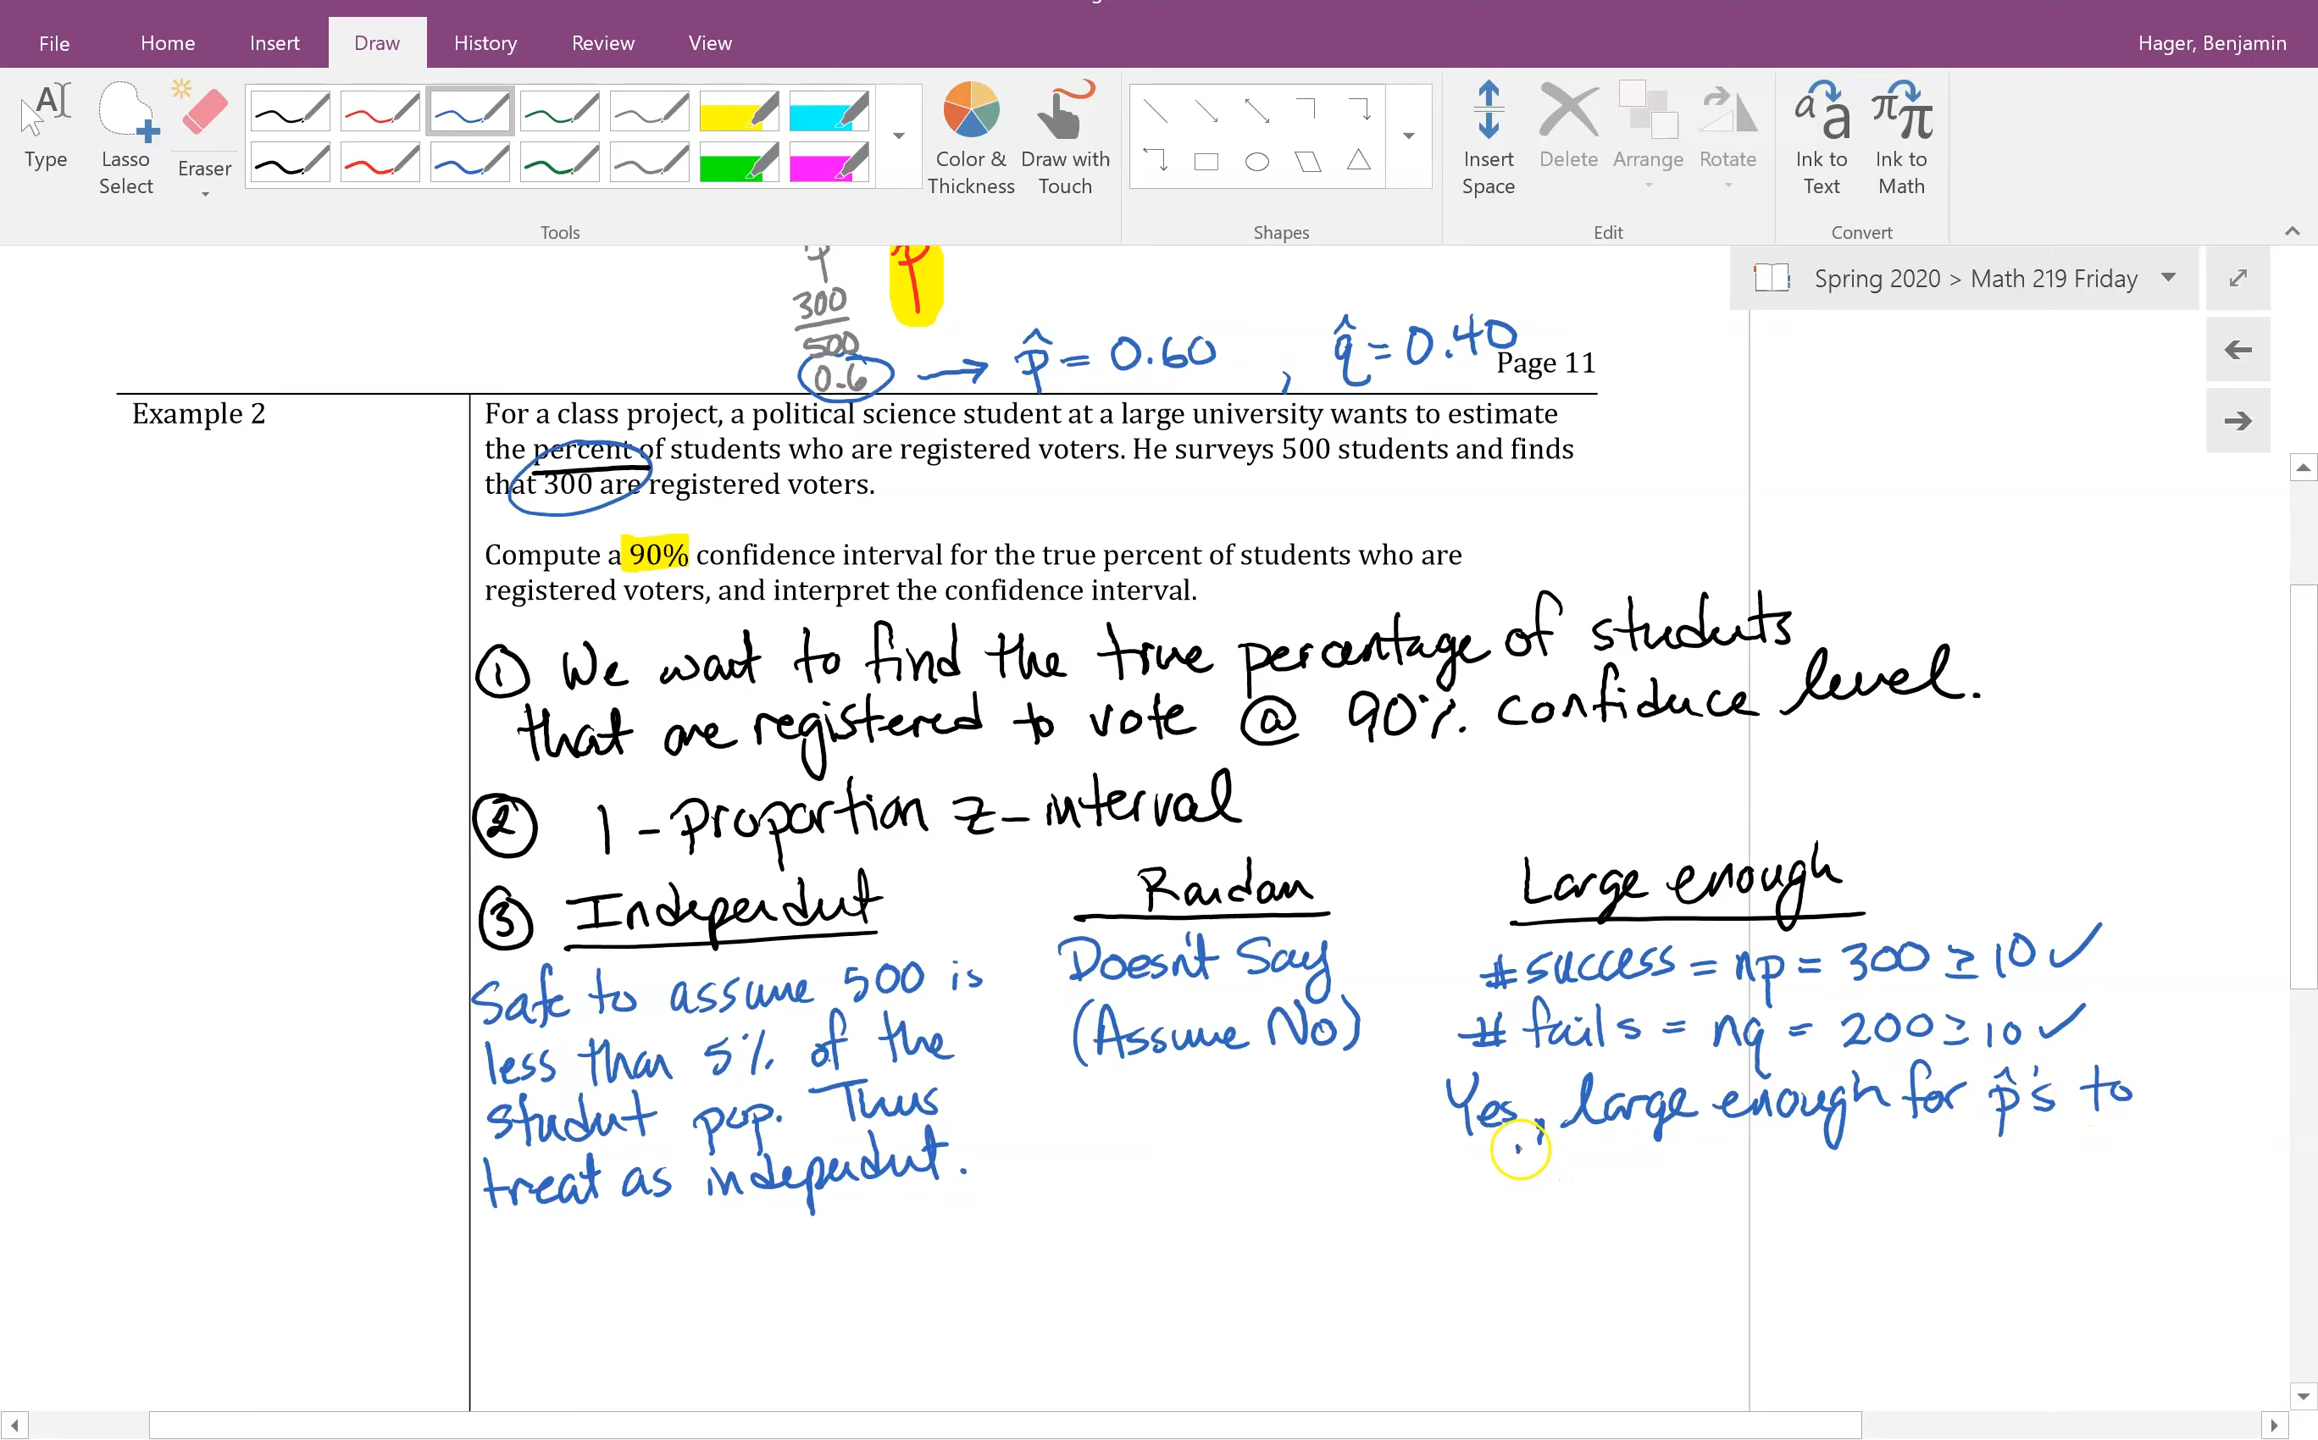 File Home Insert Draw History Review View Hager, Benjamin
Type
Lasso Select
Eraser
Color & Thickness
Draw with Touch
Insert Space
Delete
Arrange
Rotate
Ink to Text
Ink to Math
Tools Shapes Edit Convert
Spring 2020 > Math 219 Friday
300
500
0.6 → p̂ = 0.60 , q̂ = 0.40
Page 11
Example 2
For a class project, a political science student at a large university wants to estimate
the percent of students who are registered voters. He surveys 500 students and finds
that 300 are registered voters.
Compute a 90% confidence interval for the true percent of students who are
registered voters, and interpret the confidence interval.
① We want to find the true percentage of students
that are registered to vote @ 90% confidence level.
② 1-Proportion z-interval
③ Independent
Safe to assume 500 is
less than 5% of the
student pop. Thus
treat as independent.
Random
Doesn't Say
(Assume No)
Large enough
# success = np = 300 ≥ 10 ✓
# fails = nq = 200 ≥ 10 ✓
Yes, large enough for p̂'s to